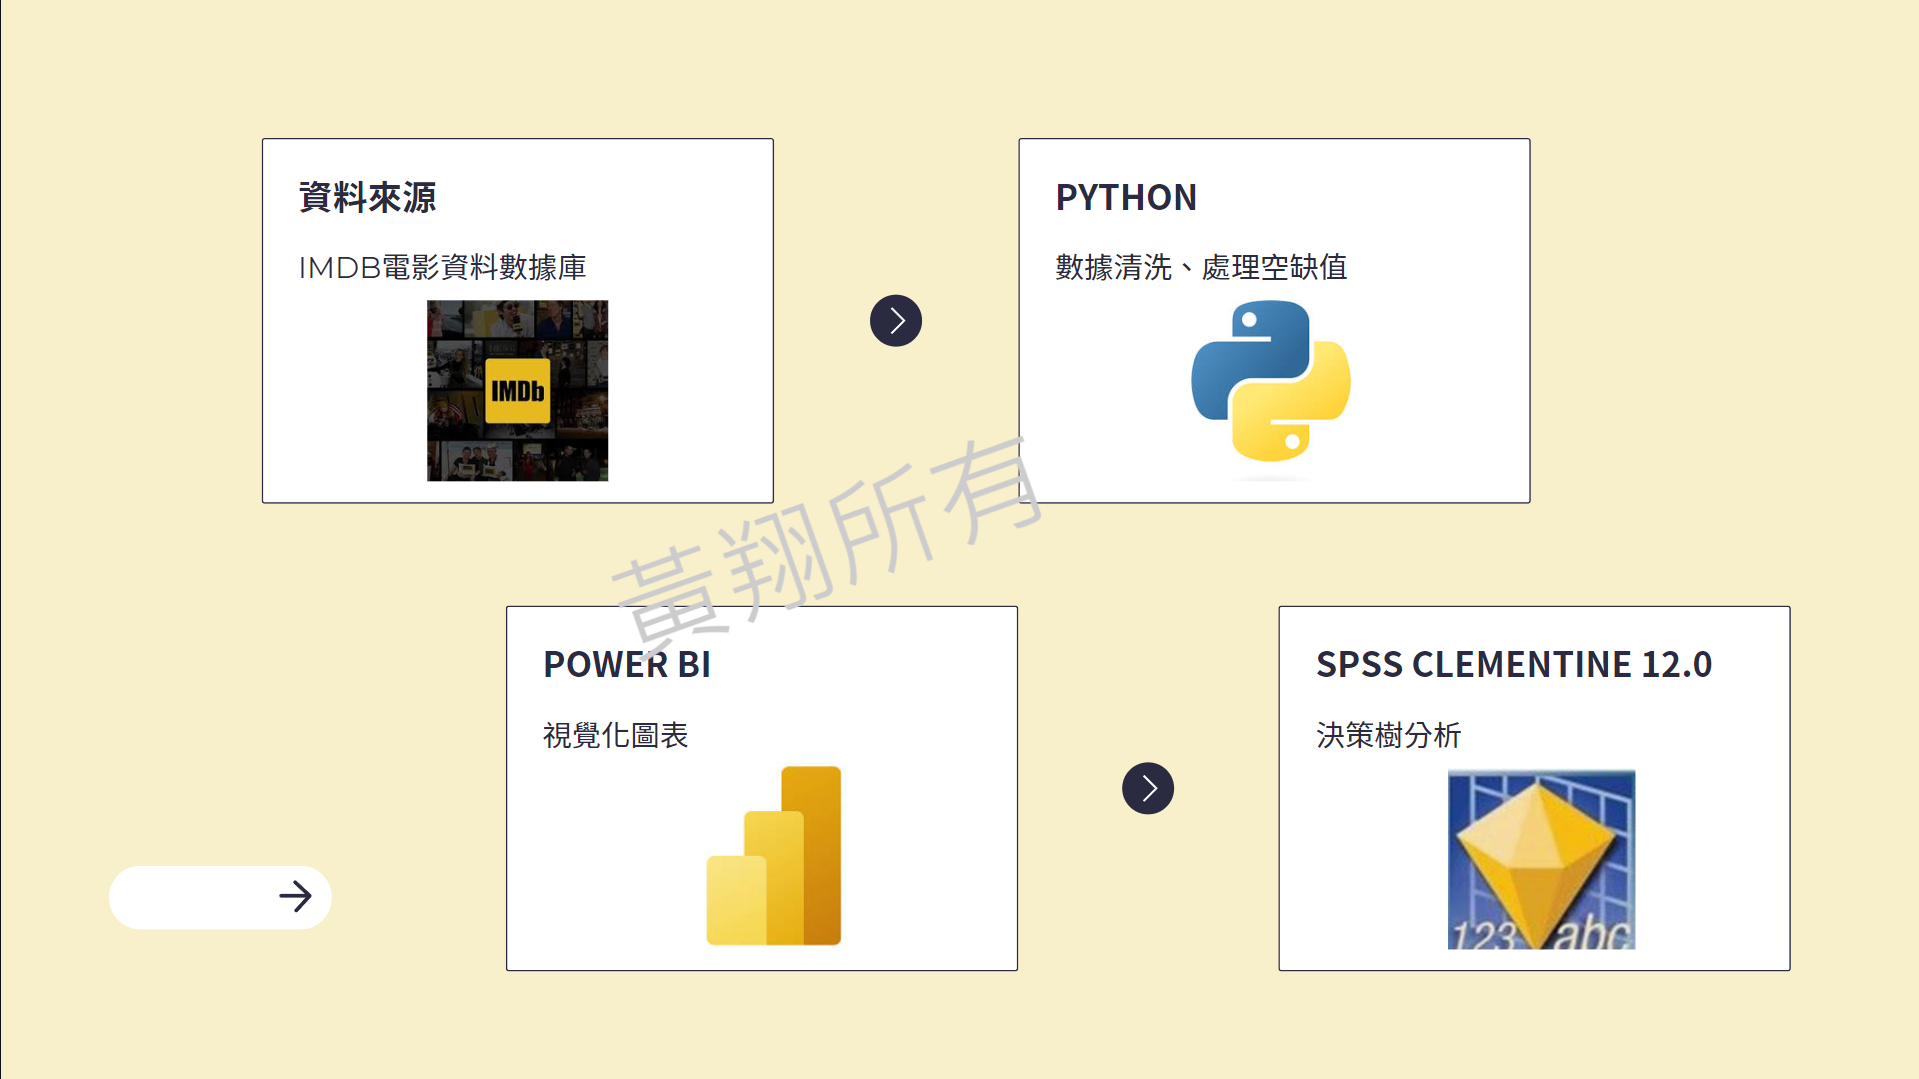 資料來源
IMDB電影資料數據庫
IMDb
PYTHON
數據清洗、處理空缺值
黃翔所有
POWER BI
視覺化圖表
SPSS CLEMENTINE 12.0
決策樹分析
123 abc